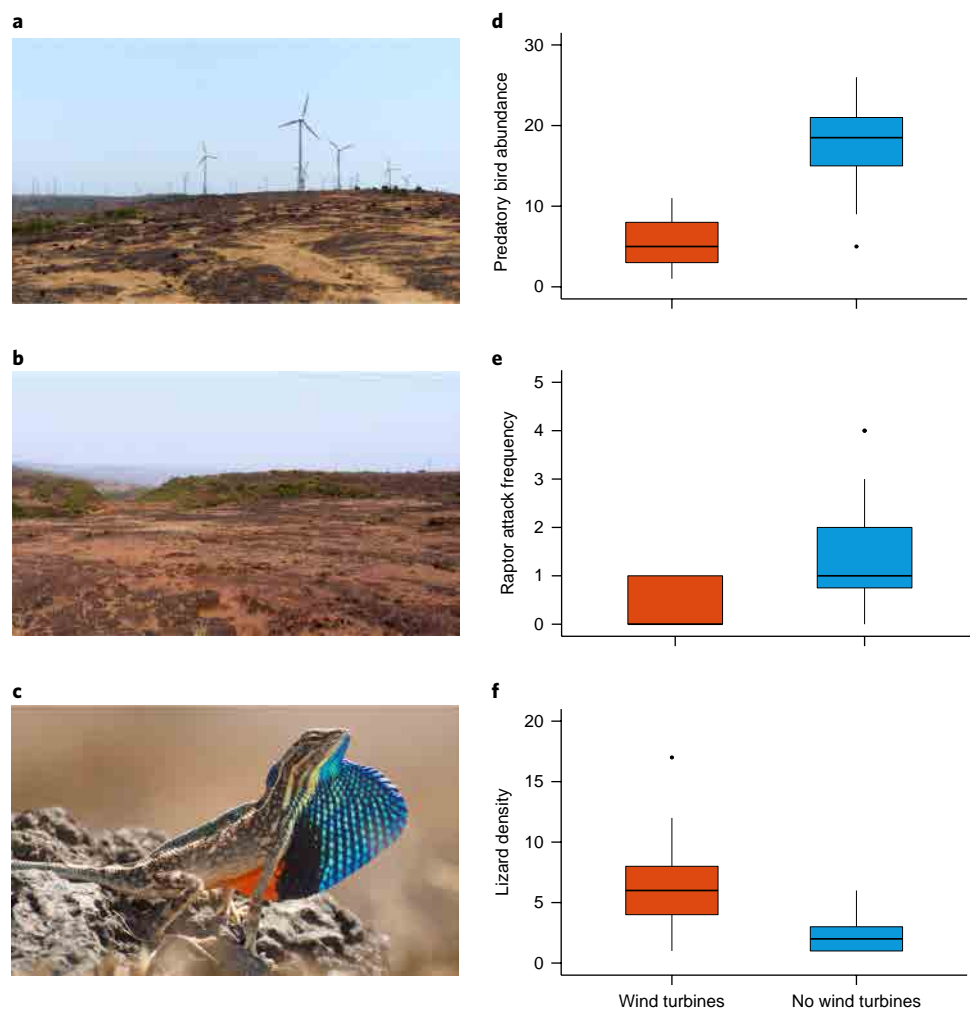 a
b
c
d
Predatory bird abundance
30
20
10
0
e
Raptor attack frequency
5
4
3
2
1
0
f
Lizard density
20
15
10
5
0
Wind turbines
No wind turbines